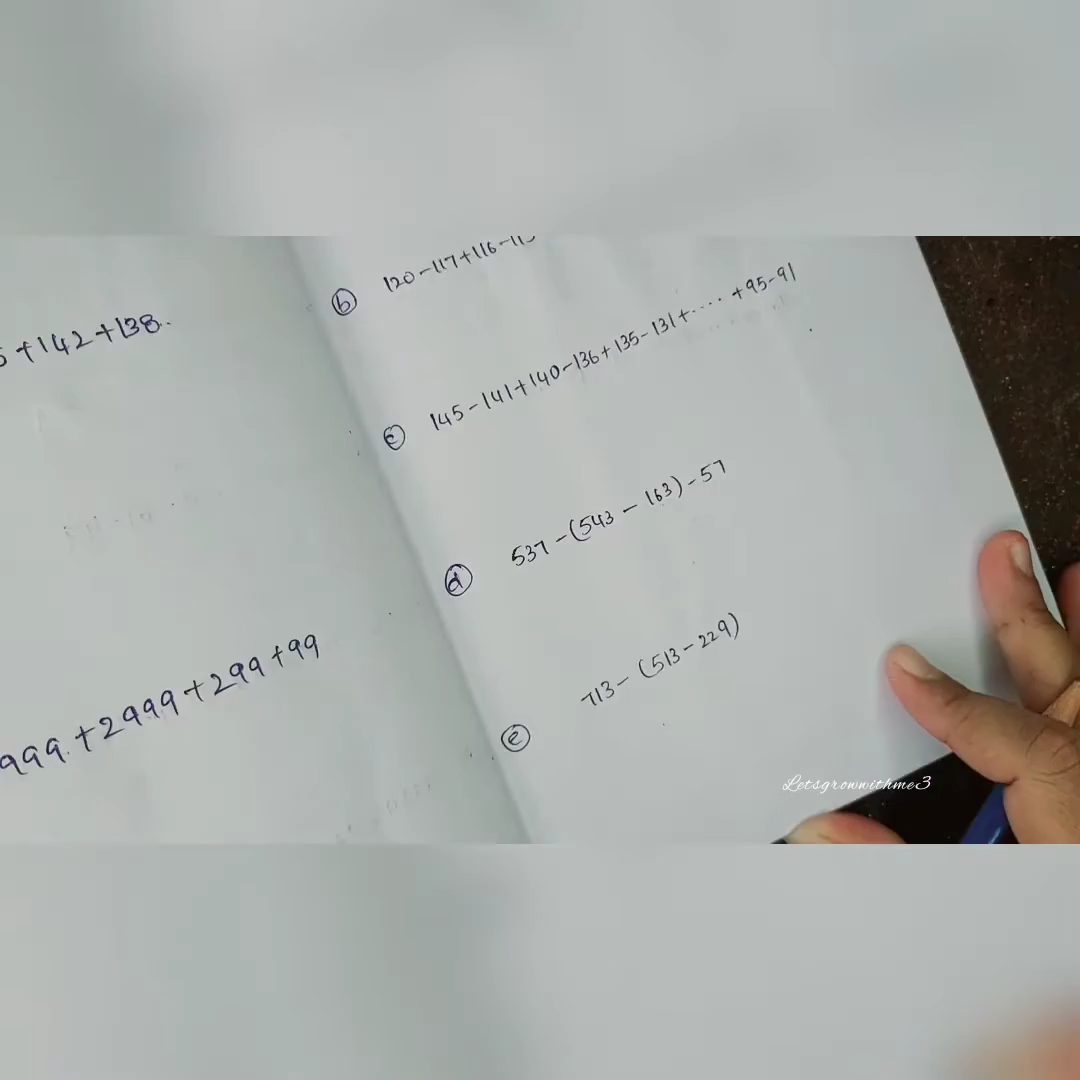 +142+138.
999+2999+299+99
b 120-117+116-11
c 145-141+140-136+135-131+.... +95-91
d 537-(543-163)-57
e 713-(513-229)
Letsgrowwithme3